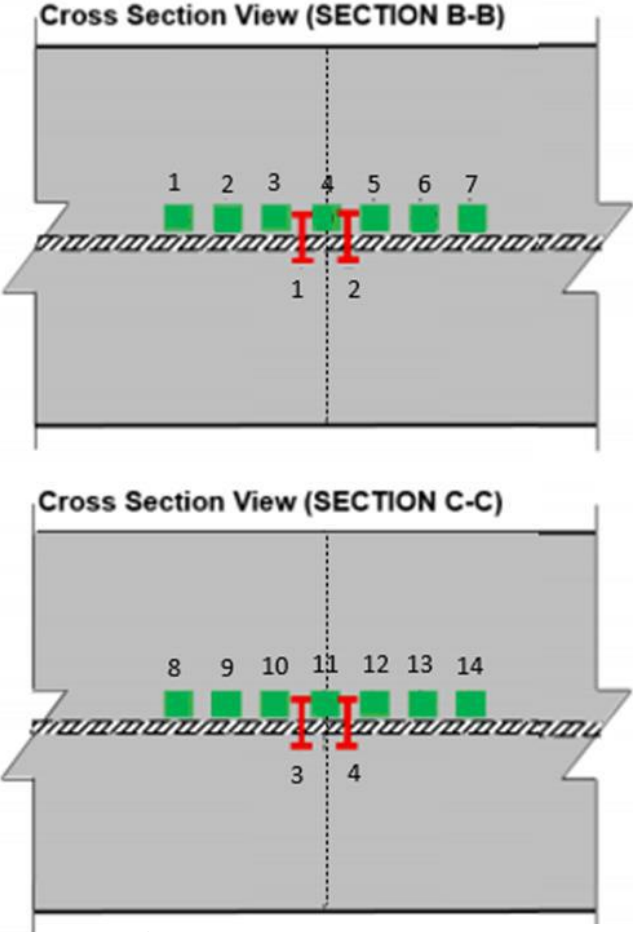 Cross Section View (SECTION B-B)
1 2 3 4 5 6 7
1 2
Cross Section View (SECTION C-C)
8 9 10 11 12 13 14
3 4